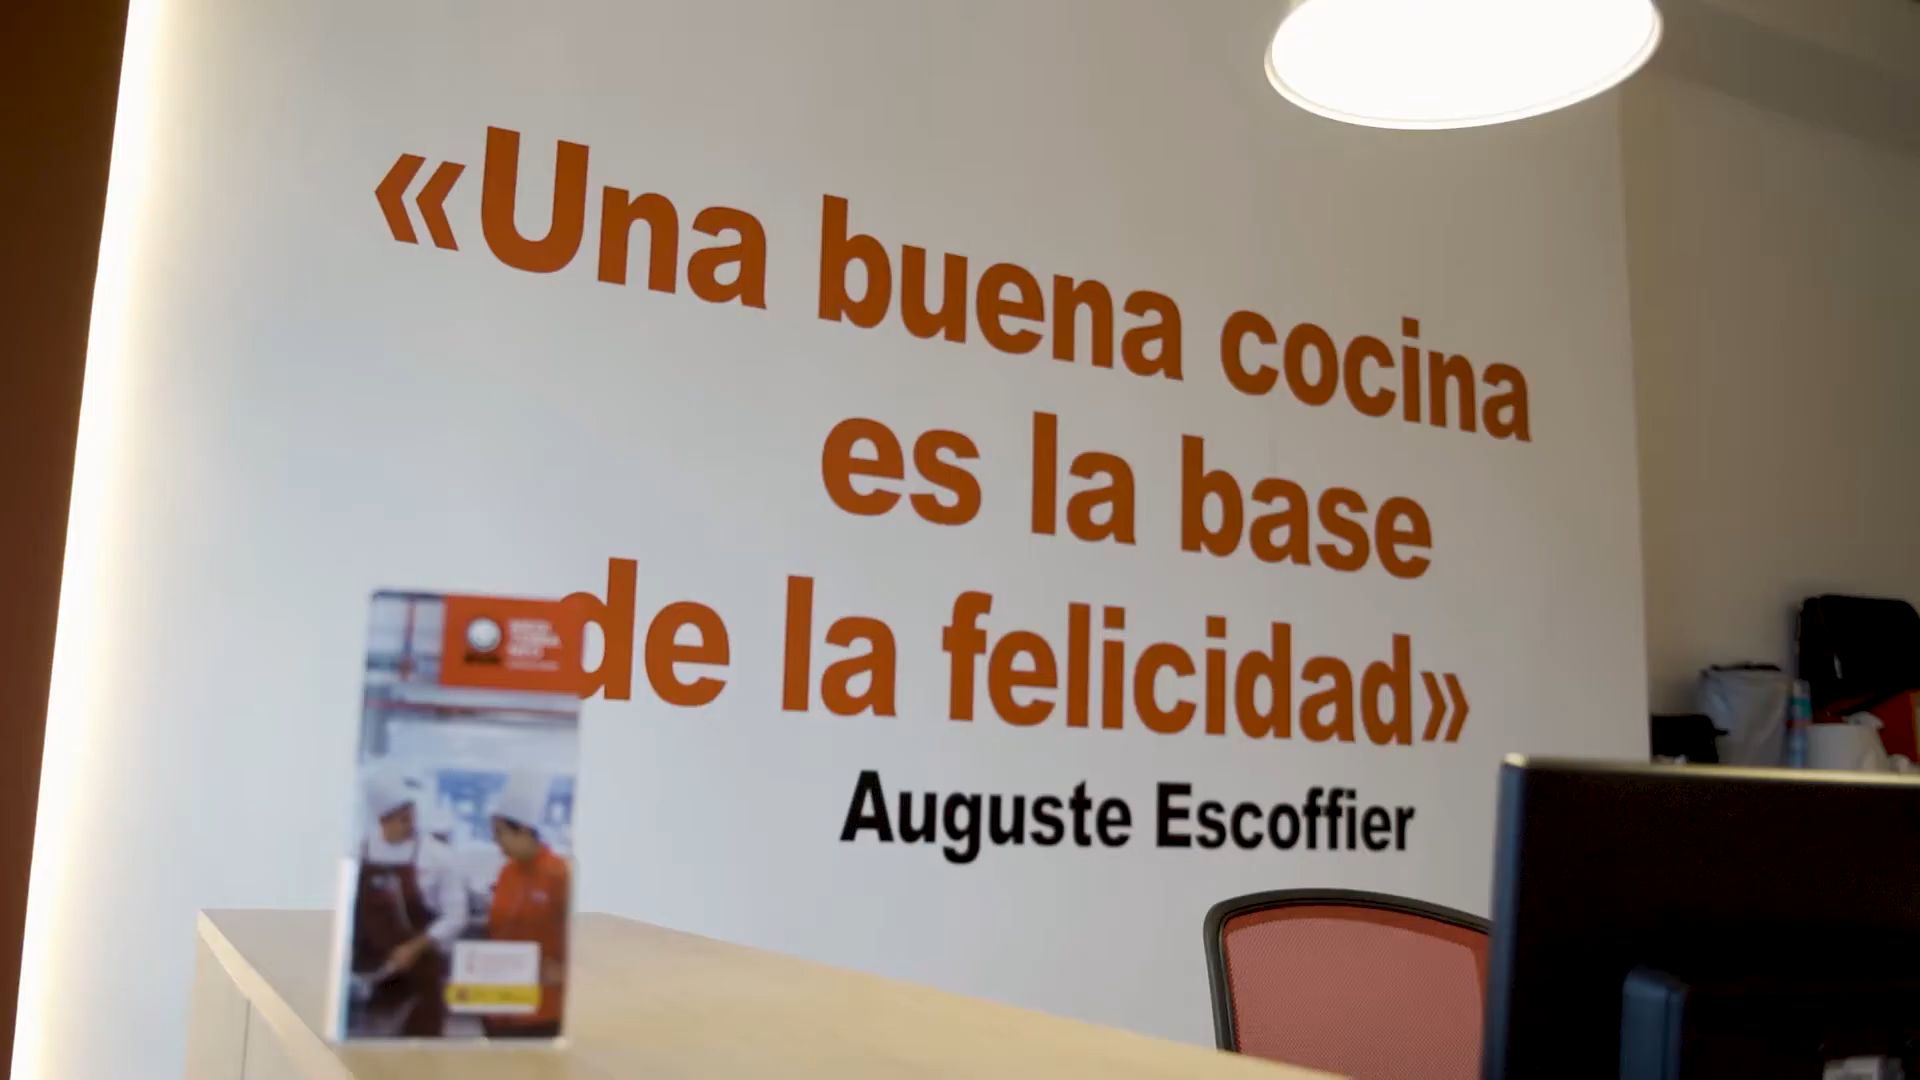 «Una buena cocina
es la base
de la felicidad»
Auguste Escoffier